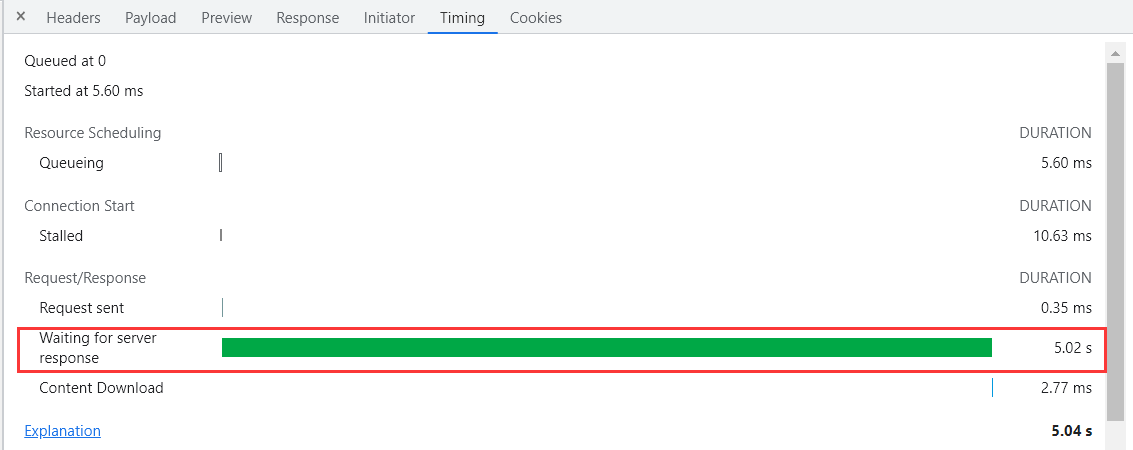 × Headers Payload Preview Response Initiator Timing Cookies
Queued at 0
Started at 5.60 ms
Resource Scheduling DURATION
Queueing 5.60 ms
Connection Start DURATION
Stalled 10.63 ms
Request/Response DURATION
Request sent 0.35 ms
Waiting for server
response 5.02 s
Content Download 2.77 ms
Explanation 5.04 s